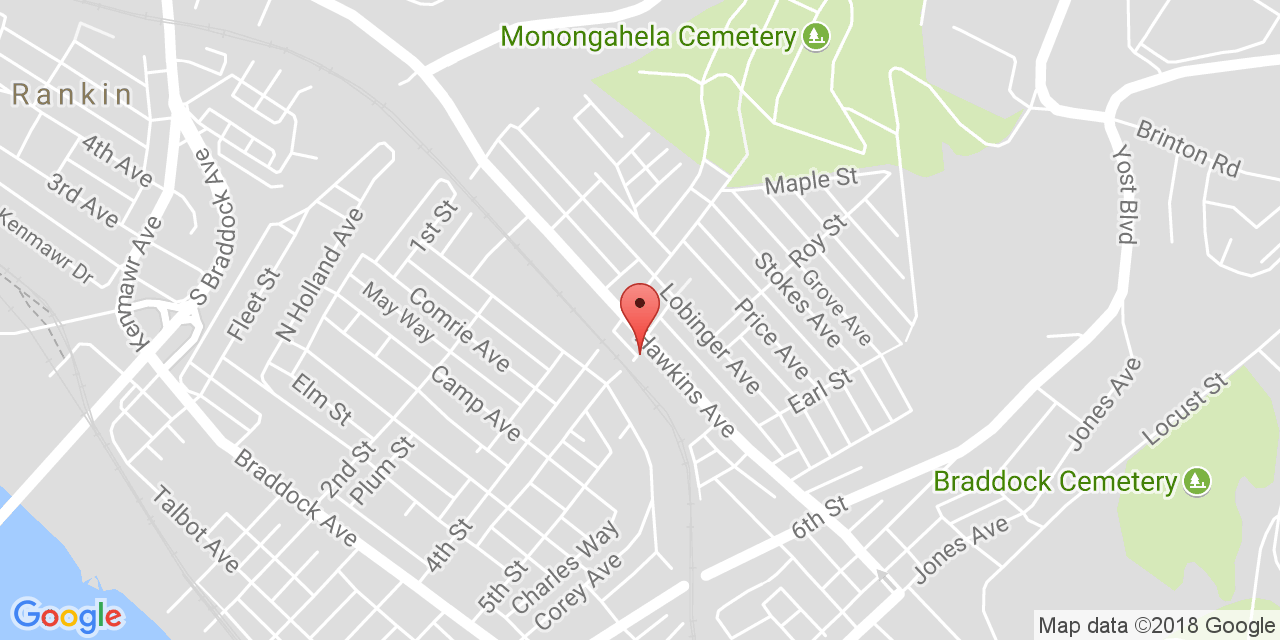 Monongahela Cemetery
Rankin
Brinton Rd
4th Ave
Maple St
Yost Blvd
3rd Ave
S Braddock Ave
1st St
Roy St
Kenmawr Dr
Kenmawr Ave
N Holland Ave
Fleet St
Stokes Ave
Grove Ave
May Way
Comrie Ave
Lobinger Ave
Price Ave
Hawkins Ave
Earl St
Elm St
Camp Ave
Jones Ave
Locust St
2nd St
Plum St
Braddock Ave
Braddock Cemetery
Talbot Ave
4th St
6th St
5th St
Charles Way
Corey Ave
Jones Ave
Google
Map data ©2018 Google